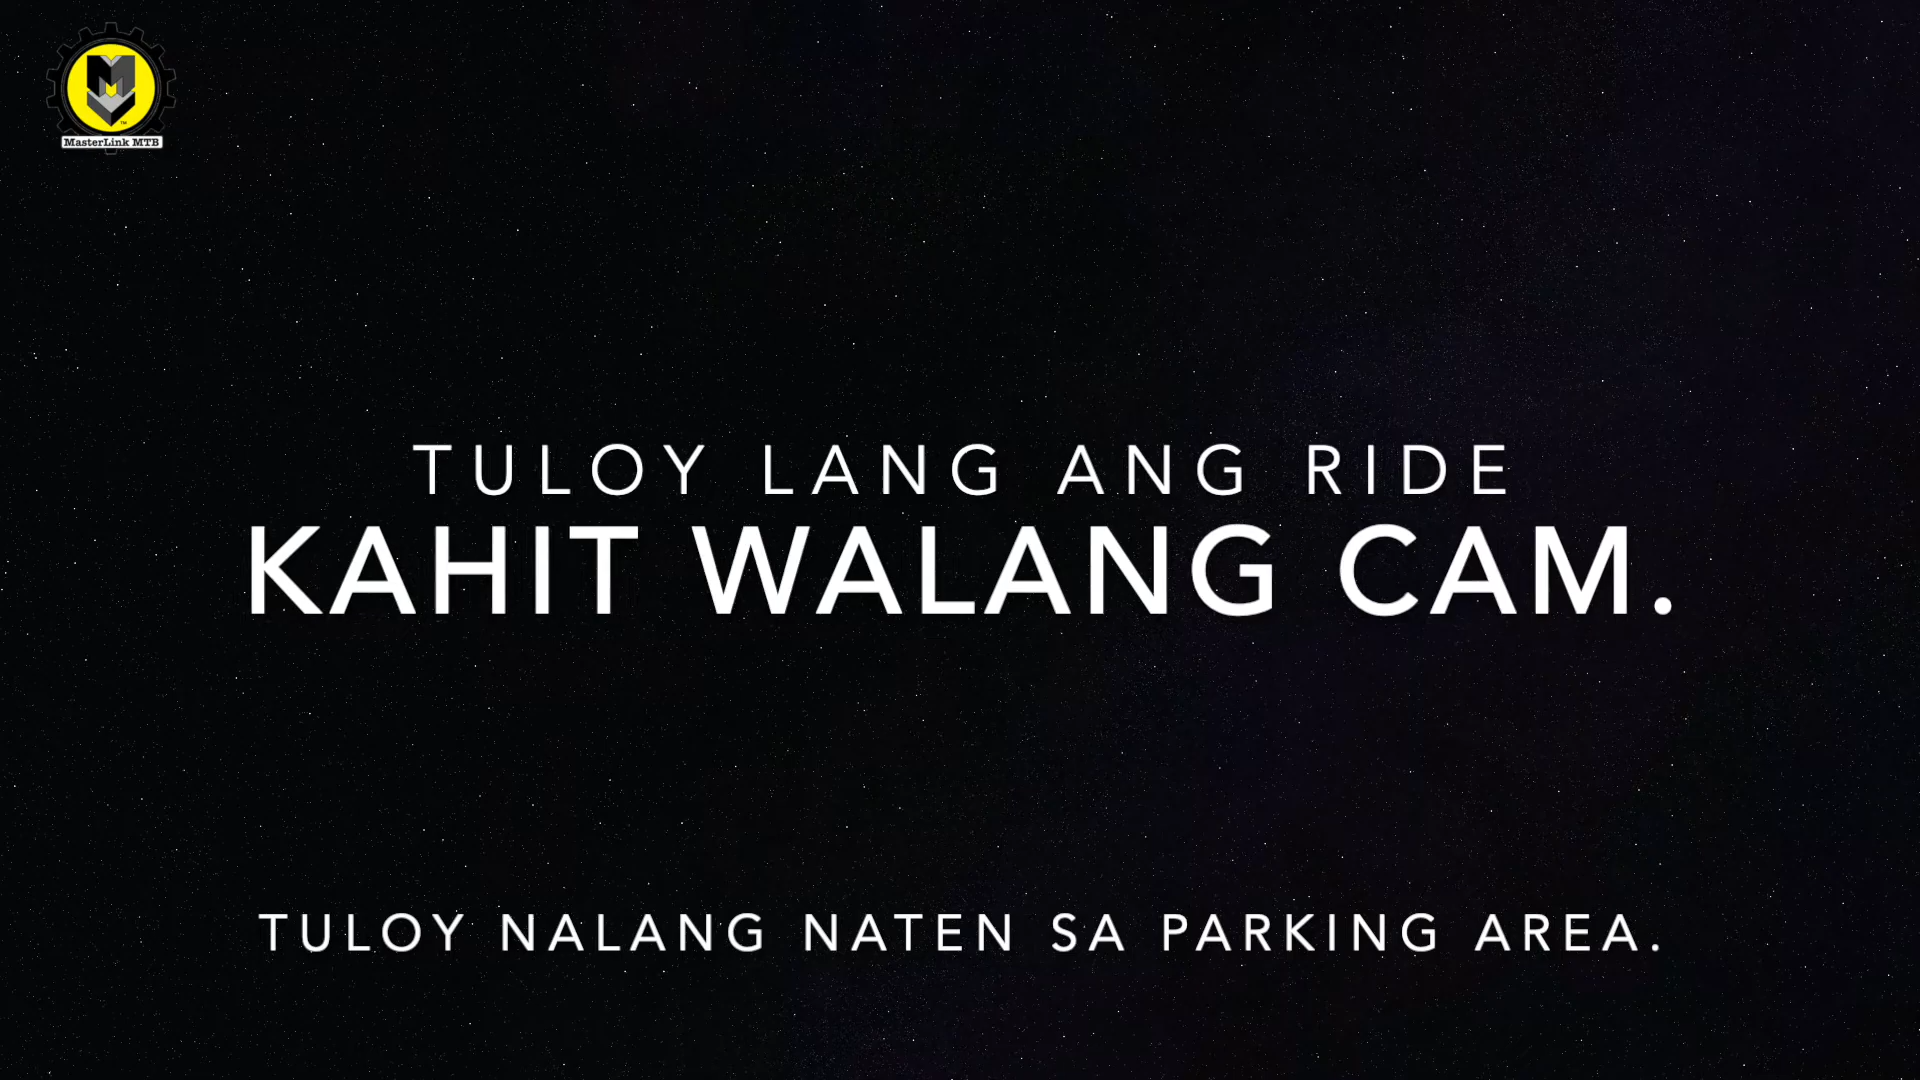 MasterLink MTB
TULOY LANG ANG RIDE
KAHIT WALANG CAM.
TULOY NALANG NATEN SA PARKING AREA.